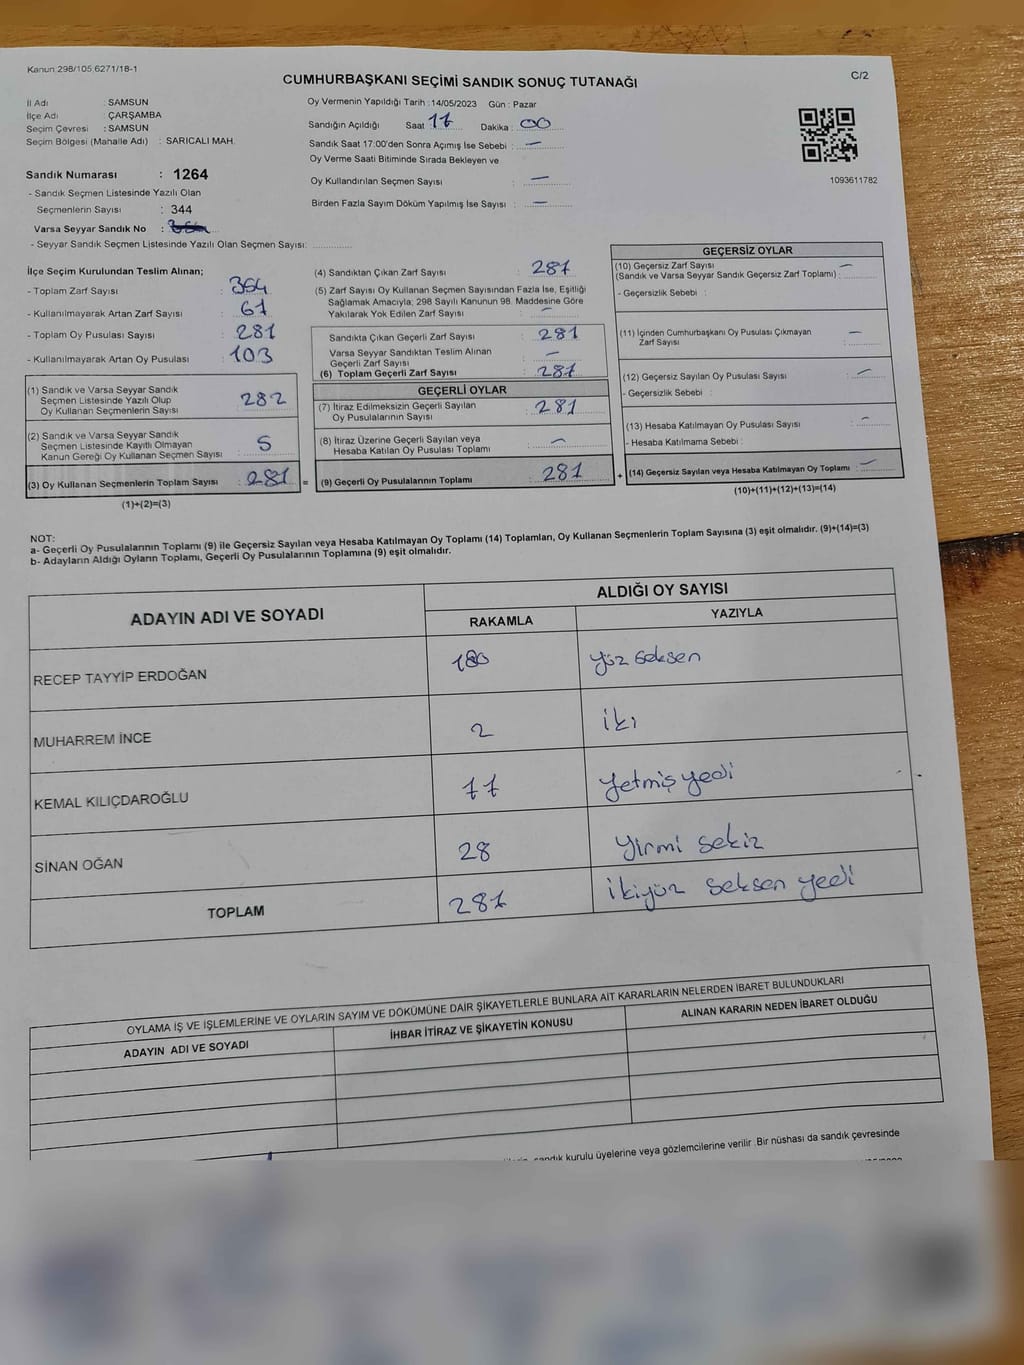 Kanun:298/105,6271/18-1
C/2
CUMHURBAŞKANI SEÇİMİ SANDIK SONUÇ TUTANAĞI
İl Adı : SAMSUN
İlçe Adı : ÇARŞAMBA
Seçim Çevresi : SAMSUN
Seçim Bölgesi (Mahalle Adı) : SARICALI MAH.
Sandık Numarası : 1264
- Sandık Seçmen Listesinde Yazılı Olan
Seçmenlerin Sayısı : 344
Varsa Seyyar Sandık No :
- Seyyar Sandık Seçmen Listesinde Yazılı Olan Seçmen Sayısı:
Oy Vermenin Yapıldığı Tarih :14/05/2023 Gün : Pazar
Sandığın Açıldığı Saat 17 Dakika : 00
Sandık Saat 17:00'den Sonra Açımış İse Sebebi : —
Oy Verme Saati Bitiminde Sırada Bekleyen ve
Oy Kullandırılan Seçmen Sayısı : —
Birden Fazla Sayım Döküm Yapılmış İse Sayısı : —
1093611782
İlçe Seçim Kurulundan Teslim Alınan;
- Toplam Zarf Sayısı :
- Kullanılmayarak Artan Zarf Sayısı : 67
- Toplam Oy Pusulası Sayısı : 287
- Kullanılmayarak Artan Oy Pusulası : 103
(1) Sandık ve Varsa Seyyar Sandık
Seçmen Listesinde Yazılı Olup
Oy Kullanan Seçmenlerin Sayısı : 282
(2) Sandık ve Varsa Seyyar Sandık
Seçmen Listesinde Kayıtlı Olmayan
Kanun Gereği Oy Kullanan Seçmen Sayısı : 5
(3) Oy Kullanan Seçmenlerin Toplam Sayısı : 287 =
(1)+(2)=(3)
(4) Sandıktan Çıkan Zarf Sayısı : 287
(5) Zarf Sayısı Oy Kullanan Seçmen Sayısından Fazla İse, Eşitliği
Sağlamak Amacıyla; 298 Sayılı Kanunun 98. Maddesine Göre
Yakılarak Yok Edilen Zarf Sayısı : —
Sandıkta Çıkan Geçerli Zarf Sayısı : 287
Varsa Seyyar Sandıktan Teslim Alınan
Geçerli Zarf Sayısı : —
(6) Toplam Geçerli Zarf Sayısı : 287
GEÇERLİ OYLAR
(7) İtiraz Edilmeksizin Geçerli Sayılan
Oy Pusulalarının Sayısı : 287
(8) İtiraz Üzerine Geçerli Sayılan veya
Hesaba Katılan Oy Pusulası Toplamı : —
(9) Geçerli Oy Pusulalarının Toplamı : 287 +
GEÇERSİZ OYLAR
(10) Geçersiz Zarf Sayısı : —
(Sandık ve Varsa Seyyar Sandık Geçersiz Zarf Toplamı) :
- Geçersizlik Sebebi :
(11) İçinden Cumhurbaşkanı Oy Pusulası Çıkmayan
Zarf Sayısı : —
(12) Geçersiz Sayılan Oy Pusulası Sayısı : —
- Geçersizlik Sebebi :
(13) Hesaba Katılmayan Oy Pusulası Sayısı : —
- Hesaba Katılmama Sebebi :
(14) Geçersiz Sayılan veya Hesaba Katılmayan Oy Toplamı : —
(10)+(11)+(12)+(13)=(14)
NOT:
a- Geçerli Oy Pusulalarının Toplamı (9) ile Geçersiz Sayılan veya Hesaba Katılmayan Oy Toplamı (14) Toplamları, Oy Kullanan Seçmenlerin Toplam Sayısına (3) eşit olmalıdır. (9)+(14)=(3)
b- Adayların Aldığı Oyların Toplamı, Geçerli Oy Pusulalarının Toplamına (9) eşit olmalıdır.
ADAYIN ADI VE SOYADI
ALDIĞI OY SAYISI
RAKAMLA YAZIYLA
RECEP TAYYİP ERDOĞAN 180 yüz seksen
MUHARREM İNCE 2 iki
KEMAL KILIÇDAROĞLU 77 yetmiş yedi
SİNAN OĞAN 28 yirmi sekiz
TOPLAM 287 ikiyüz seksen yedi
OYLAMA İŞ VE İŞLEMLERİNE VE OYLARIN SAYIM VE DÖKÜMÜNE DAİR ŞİKAYETLERLE BUNLARA AİT KARARLARIN NELERDEN İBARET BULUNDUKLARI
ADAYIN ADI VE SOYADI İHBAR İTİRAZ VE ŞİKAYETİN KONUSU ALINAN KARARIN NEDEN İBARET OLDUĞU
sandık kurulu üyelerine veya gözlemcilerine verilir. Bir nüshası da sandık çevresinde